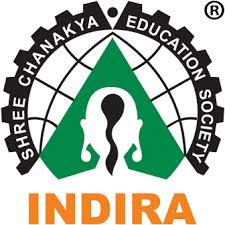 ®
SHREE CHANAKYA EDUCATION SOCIETY
INDIRA